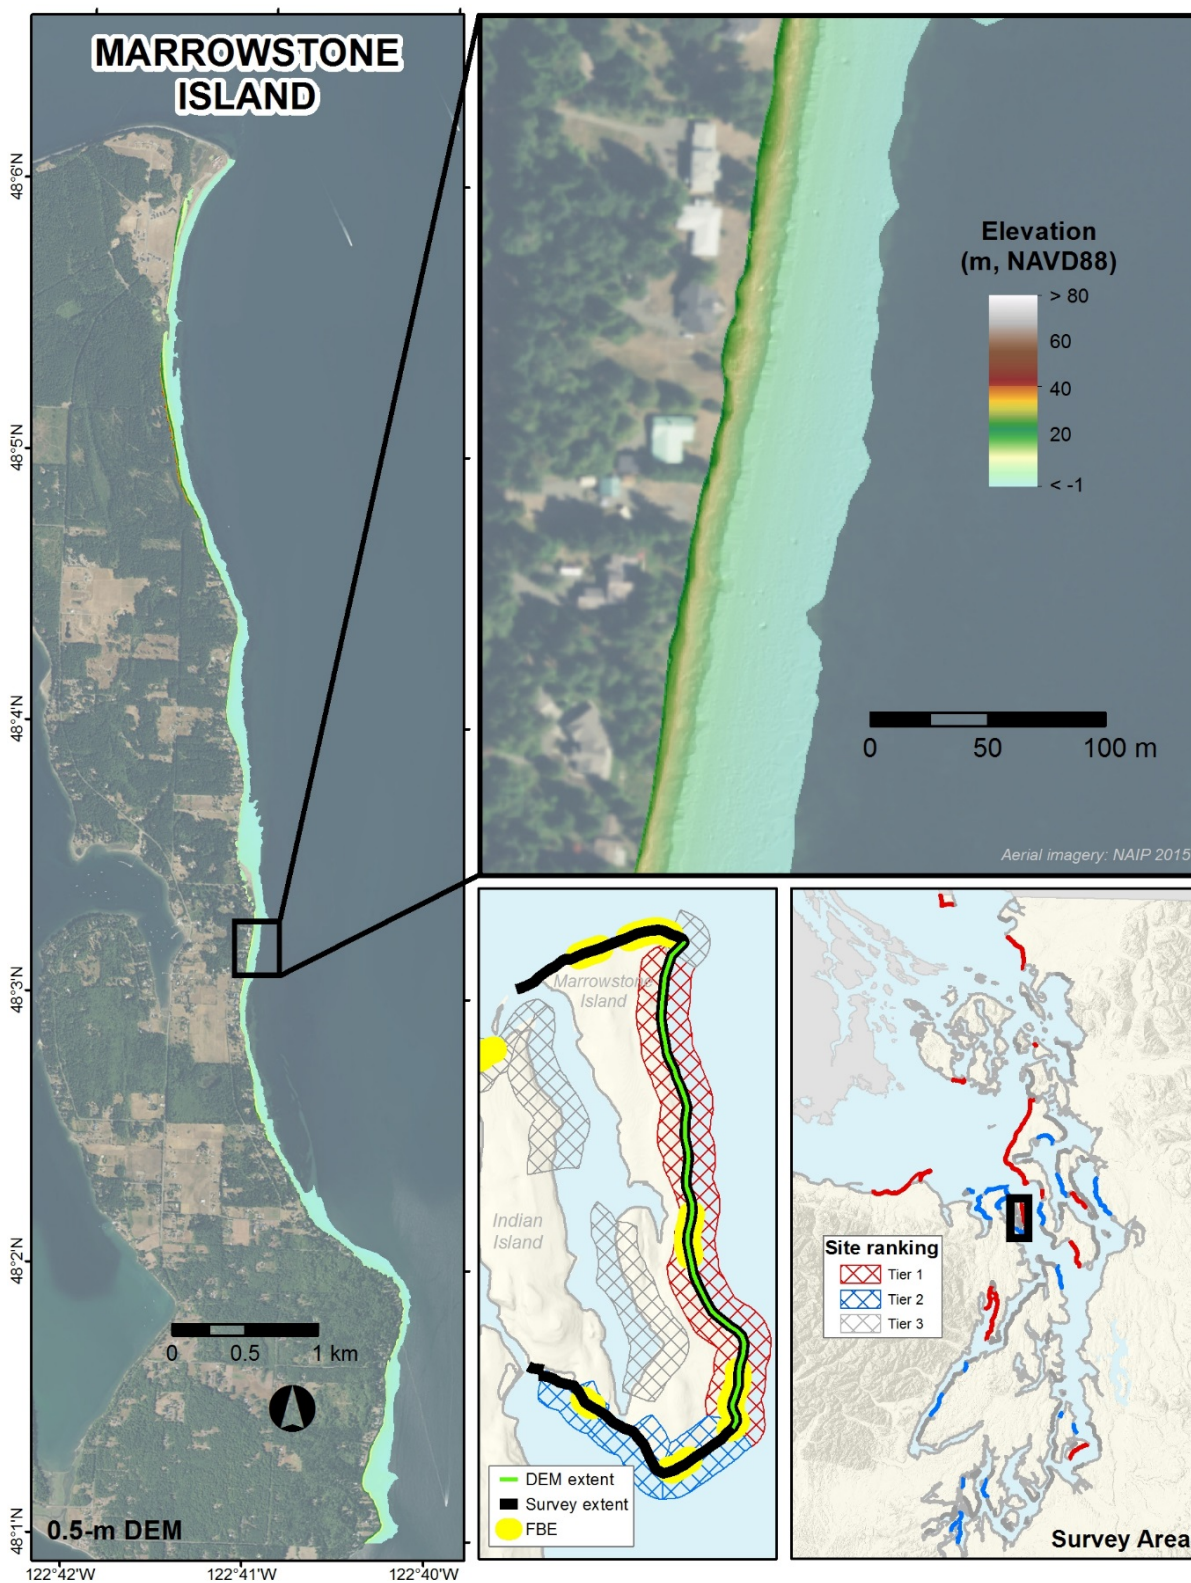 MARROWSTONE
ISLAND
48°6'N
48°5'N
48°4'N
48°3'N
48°2'N
48°1'N
0 0.5 1 km
0.5-m DEM
122°42'W 122°41'W 122°40'W
Elevation
(m, NAVD88)
> 80
60
40
20
< -1
0 50 100 m
Aerial imagery: NAIP 2015
Marrowstone
Island
Indian
Island
DEM extent
Survey extent
FBE
Site ranking
Tier 1
Tier 2
Tier 3
Survey Area